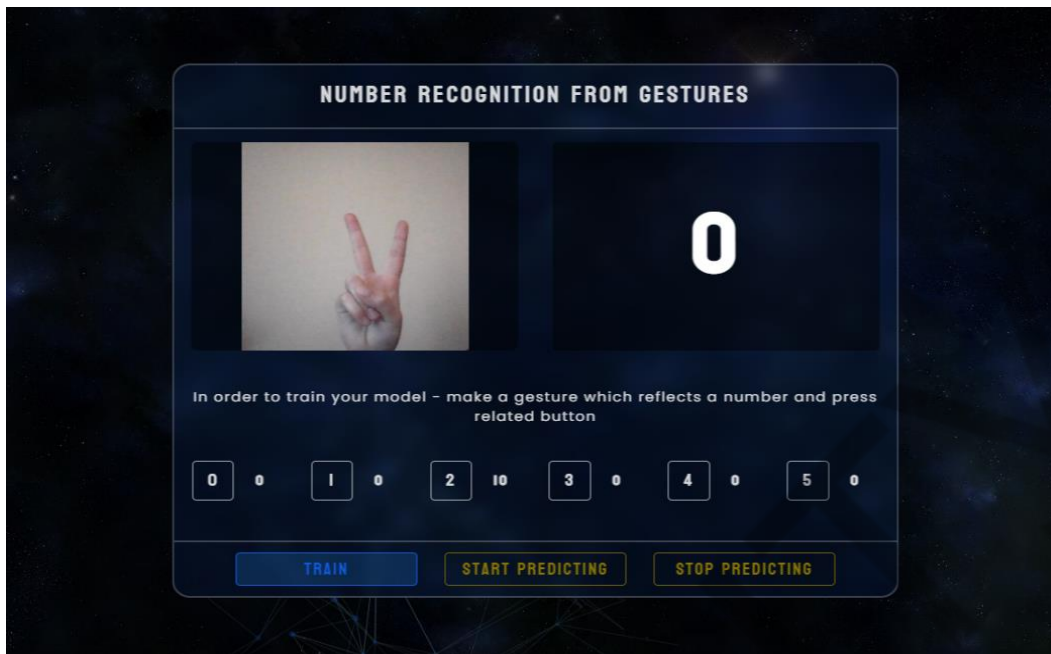 NUMBER RECOGNITION FROM GESTURES
0
In order to train your model - make a gesture which reflects a number and press
related button
0 0 1 0 2 10 3 0 4 0 5 0
TRAIN START PREDICTING STOP PREDICTING